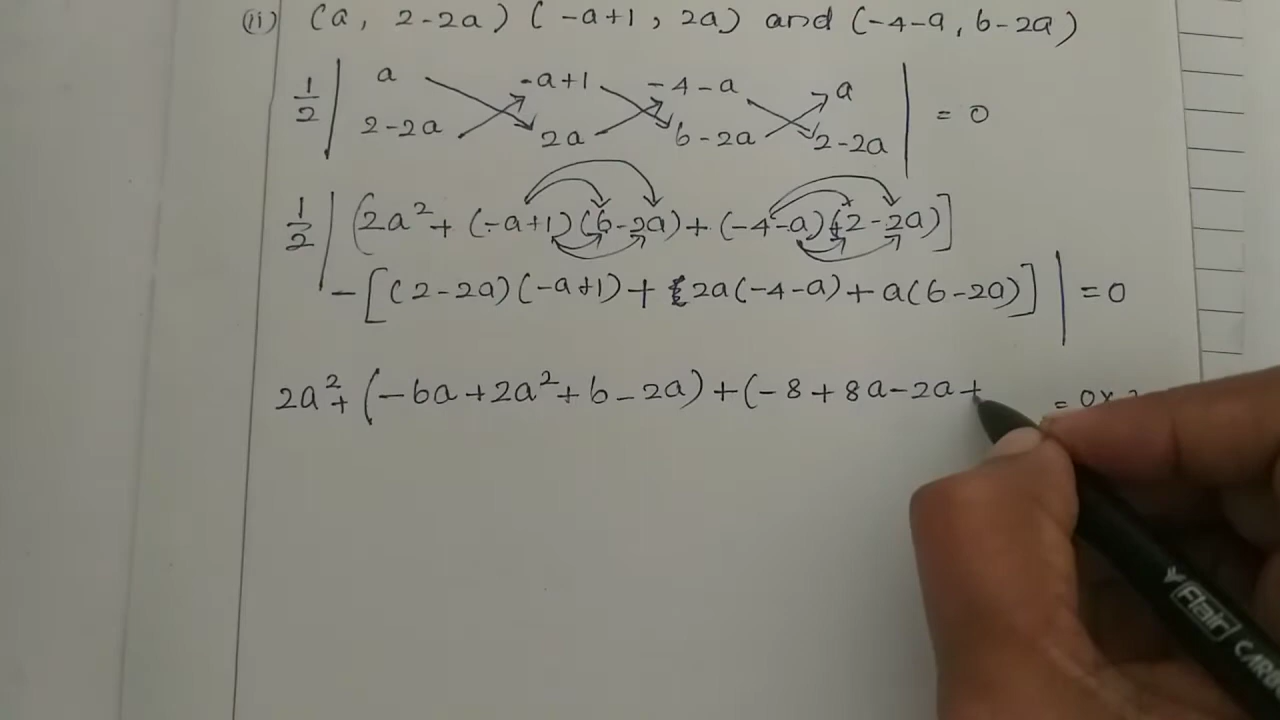 (ii) (a, 2-2a) (-a+1, 2a) and (-4-a, 6-2a)
1/2 | a -a+1 -4-a a | = 0
2-2a 2a 6-2a 2-2a
1/2 | (2a² + (-a+1)(6-2a) + (-4-a)(2-2a)]
- [(2-2a)(-a+1) + 2a(-4-a) + a(6-2a)] | = 0
2a² + (-6a + 2a² + 6 - 2a) + (-8 + 8a - 2a + = 0×
Flair